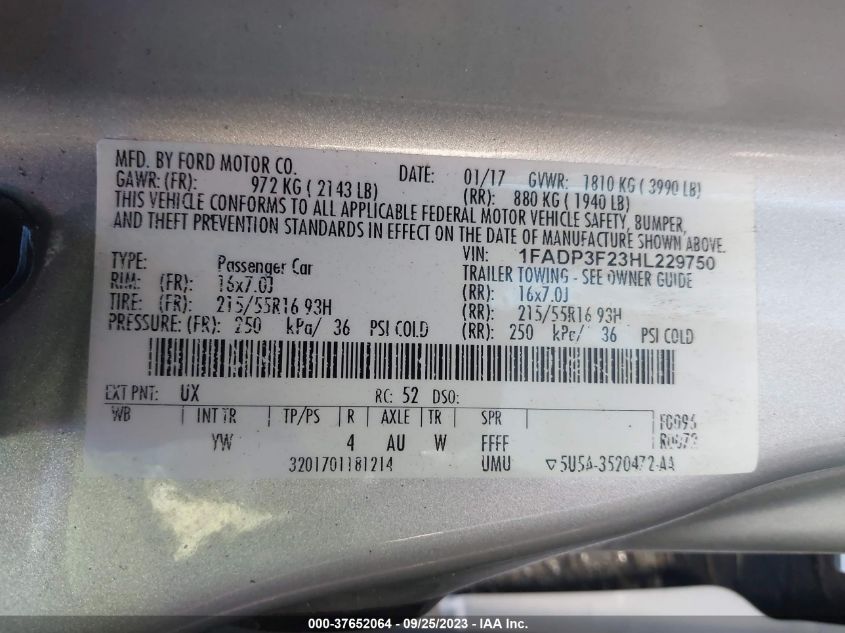 MFD. BY FORD MOTOR CO. DATE: 01/17 GVWR: 1810 KG ( 3990 LB)
GAWR: (FR): 972 KG ( 2143 LB) (RR): 880 KG ( 1940 LB)
THIS VEHICLE CONFORMS TO ALL APPLICABLE FEDERAL MOTOR VEHICLE SAFETY, BUMPER,
AND THEFT PREVENTION STANDARDS IN EFFECT ON THE DATE OF MANUFACTURE SHOWN ABOVE.
VIN: 1FADP3F23HL229750
TYPE: Passenger Car TRAILER TOWING - SEE OWNER GUIDE
RIM: (FR): 16x7.0J (RR): 16x7.0J
TIRE: (FR): 215/55R16 93H (RR): 215/55R16 93H
PRESSURE: (FR): 250 kPa/ 36 PSI COLD (RR): 250 kPa/ 36 PSI COLD
EXT PNT: UX RC: 52 DSO:
WB INT TR TP/PS R AXLE TR SPR F0095
YW 4 AU W FFFF R0072
3201701181214 UMU ▽5U5A-3520472-AA
000-37652064 / 09/25/2023 / IAA Inc.